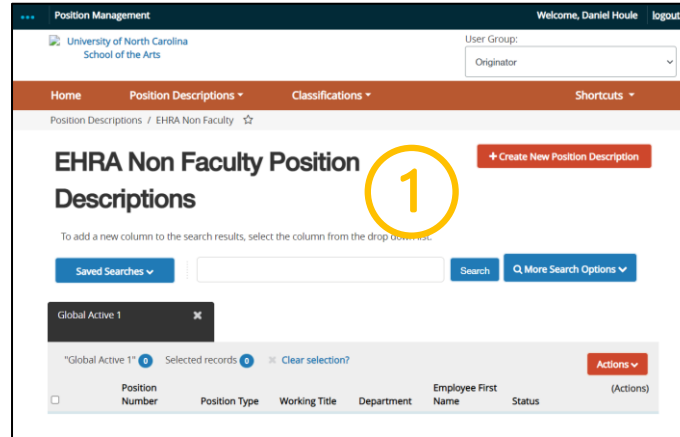 Position Management
Welcome, Daniel Houle logout
University of North Carolina
School of the Arts
User Group:
Originator
Home Position Descriptions Classifications Shortcuts
Position Descriptions / EHRA Non Faculty
EHRA Non Faculty Position
Descriptions
+ Create New Position Description
1
To add a new column to the search results, select the column from the drop down list.
Saved Searches Search More Search Options
Global Active 1
"Global Active 1" 0 Selected records 0 Clear selection?
Actions
Position Number Position Type Working Title Department Employee First Name Status (Actions)